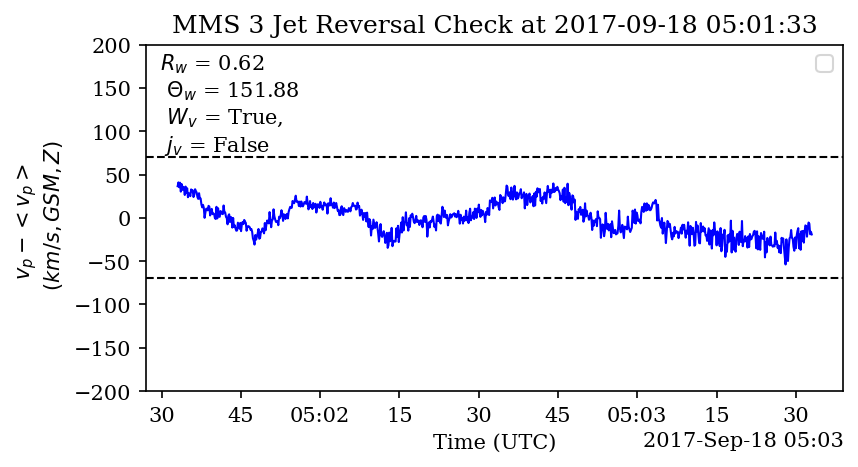 MMS 3 Jet Reversal Check at 2017-09-18 05:01:33
200
150
100
50
0
−50
−100
−150
−200
v_p − < v_p >
(km/s, GSM, Z)
R_w = 0.62
Θ_w = 151.88
W_v = True,
j_v = False
30 45 05:02 15 30 45 05:03 15 30
Time (UTC)
2017-Sep-18 05:03